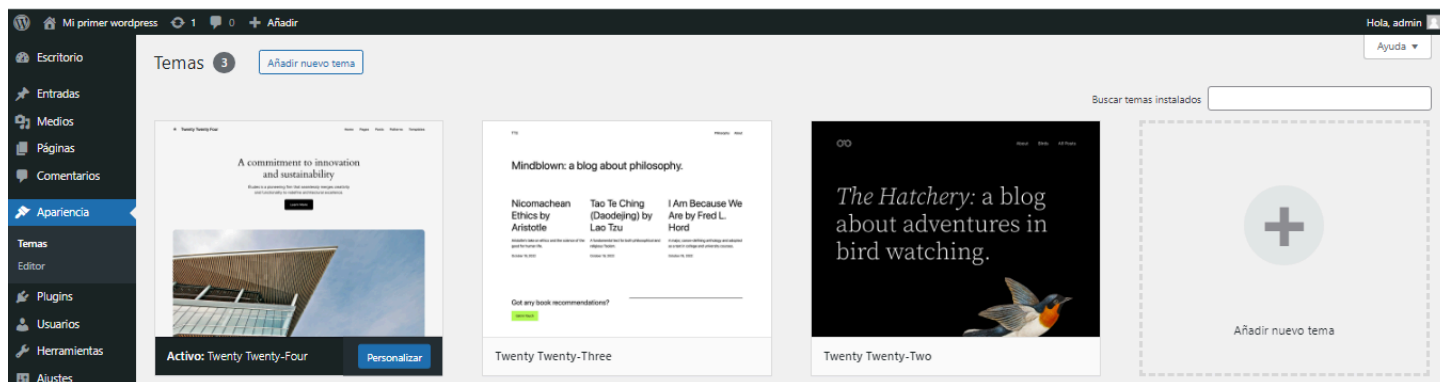 Mi primer wordpress 1 0 Añadir Hola, admin
Ayuda ▼
Escritorio
Entradas
Medios
Páginas
Comentarios
Apariencia
Temas
Editor
Plugins
Usuarios
Herramientas
Ajustes
Temas 3 Añadir nuevo tema
Buscar temas instalados
Twenty Twenty-Four
A commitment to innovation
and sustainability
Activo: Twenty Twenty-Four Personalizar
Mindblown: a blog about philosophy.
Nicomachean
Ethics by
Aristotle
Tao Te Ching
(Daodejing) by
Lao Tzu
I Am Because We
Are by Fred L.
Hord
Got any book recommendations?
Twenty Twenty-Three
The Hatchery: a blog
about adventures in
bird watching.
Twenty Twenty-Two
Añadir nuevo tema